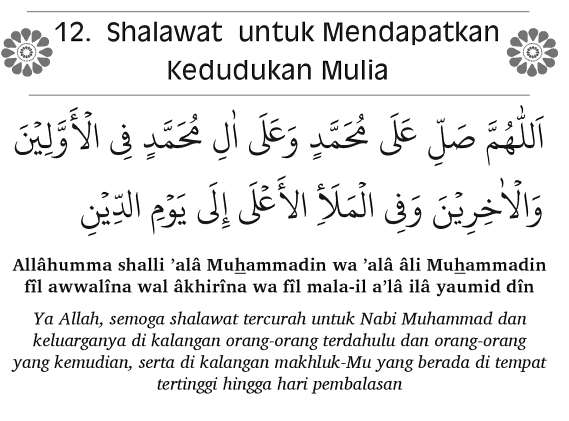 12. Shalawat untuk Mendapatkan
Kedudukan Mulia
اَللّٰهُمَّ صَلِّ عَلَى مُحَمَّدٍ وَعَلَى اٰلِ مُحَمَّدٍ فِى الْأَوَّلِيْنَ
وَالْاٰخِرِيْنَ وَفِى الْمَلَأِ الأَعْلَى إِلَى يَوْمِ الدِّيْنِ
Allâhumma shalli ’alâ Muhammadin wa ’alâ âli Muhammadin
fîl awwalîna wal âkhirîna wa fîl mala-il a’lâ ilâ yaumid dîn
Ya Allah, semoga shalawat tercurah untuk Nabi Muhammad dan
keluarganya di kalangan orang-orang terdahulu dan orang-orang
yang kemudian, serta di kalangan makhluk-Mu yang berada di tempat
tertinggi hingga hari pembalasan